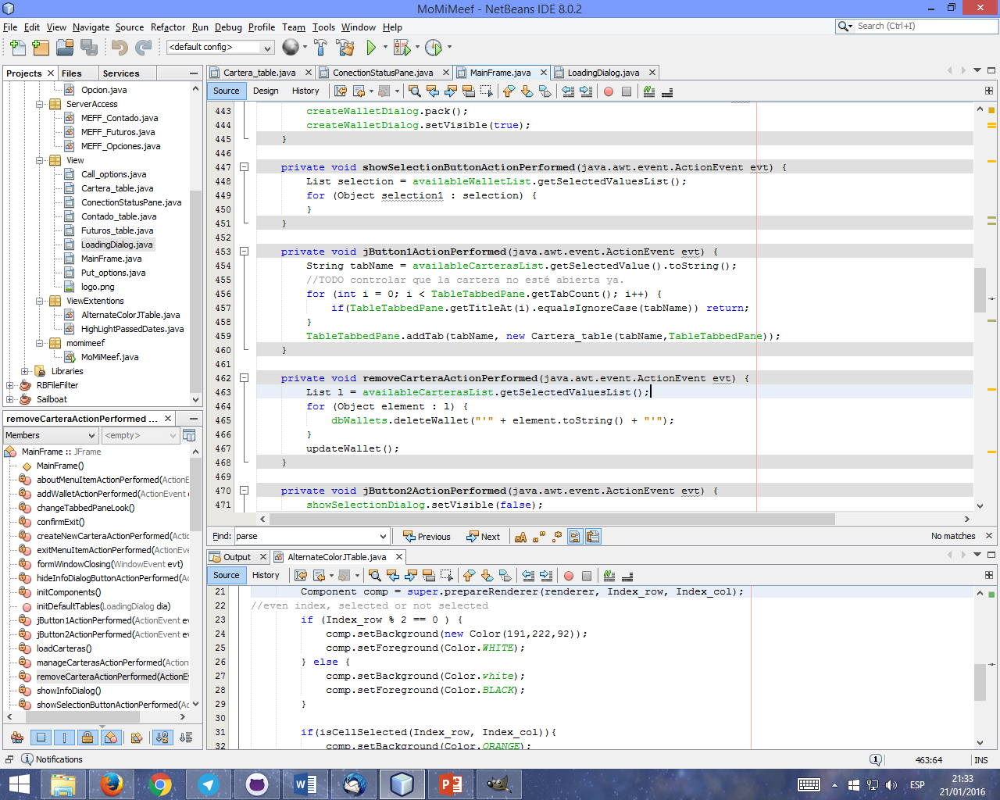 MoMiMeef - NetBeans IDE 8.0.2
File Edit View Navigate Source Refactor Run Debug Profile Team Tools Window Help
Search (Ctrl+I)
<default config>
Projects Files Services
Opcion.java
ServerAccess
MEFF_Contado.java
MEFF_Futuros.java
MEFF_Opciones.java
View
Call_options.java
Cartera_table.java
ConectionStatusPane.java
Contado_table.java
Futuros_table.java
LoadingDialog.java
MainFrame.java
Put_options.java
logo.png
ViewExtentions
AlternateColorJTable.java
HighLightPassedDates.java
momimeef
MoMiMeef.java
Libraries
RBFileFilter
Sailboat
removeCarteraActionPerformed ...
Members <empty>
MainFrame :: JFrame
MainFrame()
aboutMenuItemActionPerformed(ActionE
addWalletActionPerformed(ActionEvent e
changeTabbedPaneLook()
confirmExit()
createNewCarteraActionPerformed(Actic
exitMenuItemActionPerformed(ActionEve
formWindowClosing(WindowEvent evt)
hideInfoDialogButtonActionPerformed(Ac
initComponents()
initDefaultTables(LoadingDialog dia)
jButton1ActionPerformed(ActionEvent ev
jButton2ActionPerformed(ActionEvent ev
loadCarteras()
manageCarterasActionPerformed(Action
removeCarteraActionPerformed(ActionE
showInfoDialog()
showSelectionButtonActionPerformed(Ac
Cartera_table.java ConectionStatusPane.java MainFrame.java LoadingDialog.java
Source Design History
443 createWalletDialog.pack();
444 createWalletDialog.setVisible(true);
445 }
446
447 private void showSelectionButtonActionPerformed(java.awt.event.ActionEvent evt) {
448 List selection = availableWalletList.getSelectedValuesList();
449 for (Object selection1 : selection) {
450 }
451 }
452
453 private void jButton1ActionPerformed(java.awt.event.ActionEvent evt) {
454 String tabName = availableCarterasList.getSelectedValue().toString();
455 //TODO controlar que la cartera no esté abierta ya.
456 for (int i = 0; i < TableTabbedPane.getTabCount(); i++) {
457 if(TableTabbedPane.getTitleAt(i).equalsIgnoreCase(tabName)) return;
458 }
459 TableTabbedPane.addTab(tabName, new Cartera_table(tabName,TableTabbedPane));
460 }
461
462 private void removeCarteraActionPerformed(java.awt.event.ActionEvent evt) {
463 List l = availableCarterasList.getSelectedValuesList();
464 for (Object element : l) {
465 dbWallets.deleteWallet("'" + element.toString() + "'");
466 }
467 updateWallet();
468 }
469
470 private void jButton2ActionPerformed(java.awt.event.ActionEvent evt) {
471 showSelectionDialog.setVisible(false);
Find: parse Previous Next No matches
Output AlternateColorJTable.java
Source History
21 Component comp = super.prepareRenderer(renderer, Index_row, Index_col);
22 //even index, selected or not selected
23 if (Index_row % 2 == 0 ) {
24 comp.setBackground(new Color(191,222,92));
25 comp.setForeground(Color.WHITE);
26 } else {
27 comp.setBackground(Color.white);
28 comp.setForeground(Color.BLACK);
29 }
30
31 if(isCellSelected(Index_row, Index_col)){
32 comp.setBackground(Color.ORANGE);
Notifications 1 463:64 INS
ESP 21:33
21/01/2016